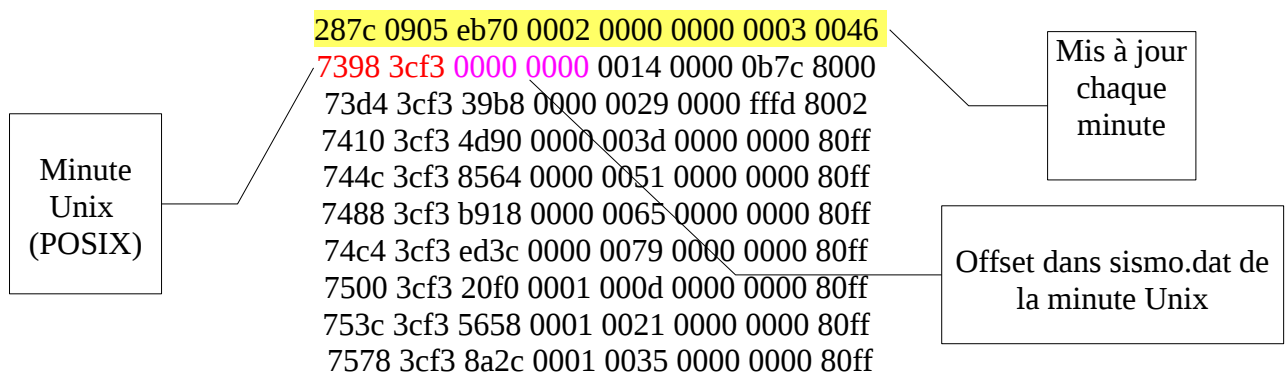 287c 0905 eb70 0002 0000 0000 0003 0046
7398 3cf3 0000 0000 0014 0000 0b7c 8000
73d4 3cf3 39b8 0000 0029 0000 fffd 8002
7410 3cf3 4d90 0000 003d 0000 0000 80ff
744c 3cf3 8564 0000 0051 0000 0000 80ff
7488 3cf3 b918 0000 0065 0000 0000 80ff
74c4 3cf3 ed3c 0000 0079 0000 0000 80ff
7500 3cf3 20f0 0001 000d 0000 0000 80ff
753c 3cf3 5658 0001 0021 0000 0000 80ff
7578 3cf3 8a2c 0001 0035 0000 0000 80ff
Minute
Unix
(POSIX)
Mis à jour
chaque
minute
Offset dans sismo.dat de
la minute Unix